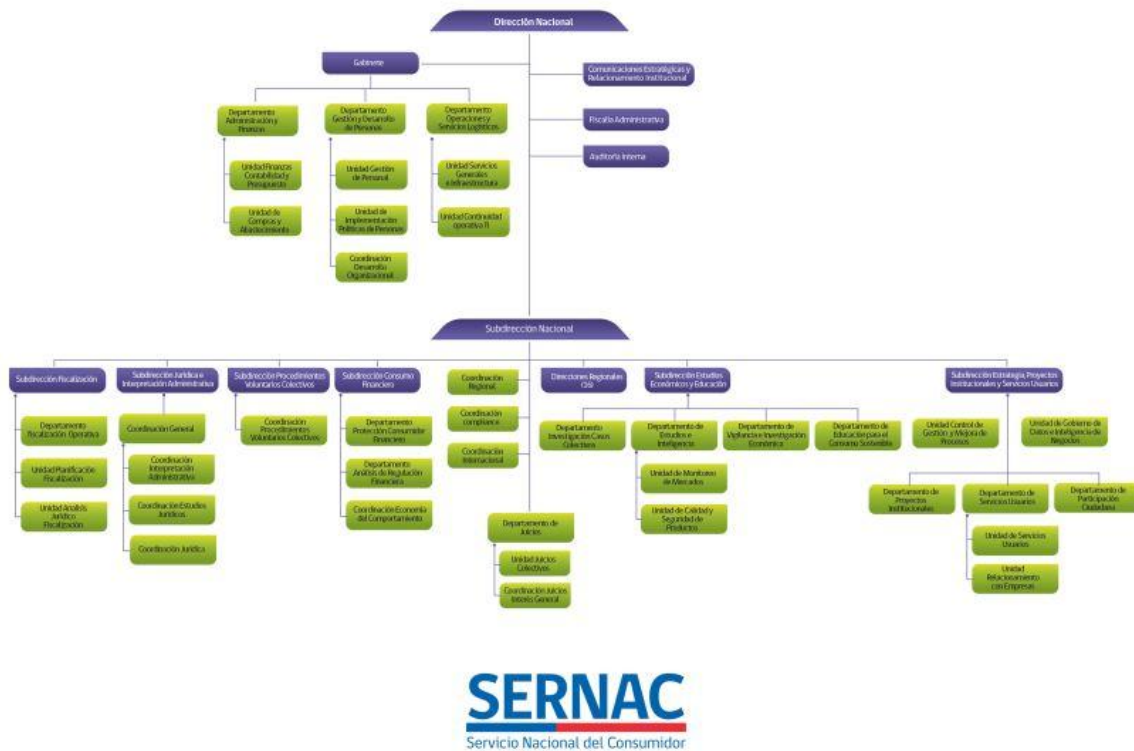 Dirección Nacional
Gabinete
Comunicaciones Estratégicas y
Relacionamiento Institucional
Departamento
Administración y
Finanzas
Departamento
Gestión y Desarrollo
de Personas
Departamento
Operaciones y
Servicios Logísticos
Fiscalía Administrativa
Auditoría Interna
Unidad Finanzas
Contabilidad y
Presupuesto
Unidad Gestión
de Personal
Unidad Servicios
Generales
e Infraestructura
Unidad de
Compras y
Abastecimiento
Unidad de
Implementación
Políticas de Personas
Unidad Continuidad
operativa TI
Coordinación
Desarrollo
Organizacional
Subdirección Nacional
Subdirección Fiscalización
Subdirección Jurídica e
Interpretación Administrativa
Subdirección Procedimientos
Voluntarios Colectivos
Subdirección Consumo
Financiero
Coordinación
Regional
Direcciones Regionales
(16)
Subdirección Estudios
Económicos y Educación
Subdirección Estrategia, Proyectos
Institucionales y Servicios Usuarios
Departamento
Fiscalización Operativa
Coordinación General
Coordinación
Procedimientos
Voluntarios Colectivos
Departamento
Protección Consumidor
Financiero
Coordinación
compliance
Departamento
Investigación Casos
Colectivos
Departamento
de Estudios e
Inteligencia
Departamento de
Vigilancia e Investigación
Económica
Departamento de
Educación para el
Consumo Sostenible
Unidad Control de
Gestión y Mejora de
Procesos
Unidad de Gobierno de
Datos e Inteligencia de
Negocios
Unidad Planificación
Fiscalización
Coordinación
Interpretación
Administrativa
Departamento
Análisis de Regulación
Financiera
Coordinación
Internacional
Unidad de Monitoreo
de Mercados
Departamento de
Proyectos
Institucionales
Departamento de
Servicios Usuarios
Departamento de
Participación
Ciudadana
Unidad Análisis
Jurídico
Fiscalización
Coordinación Estudios
Jurídicos
Coordinación Economía
del Comportamiento
Departamento de
Juicios
Unidad de Calidad y
Seguridad de
Productos
Coordinación Jurídica
Unidad Juicios
Colectivos
Unidad de Servicios
Usuarios
Coordinación Juicios
Interés General
Unidad
Relacionamiento
con Empresas
SERNAC
Servicio Nacional del Consumidor